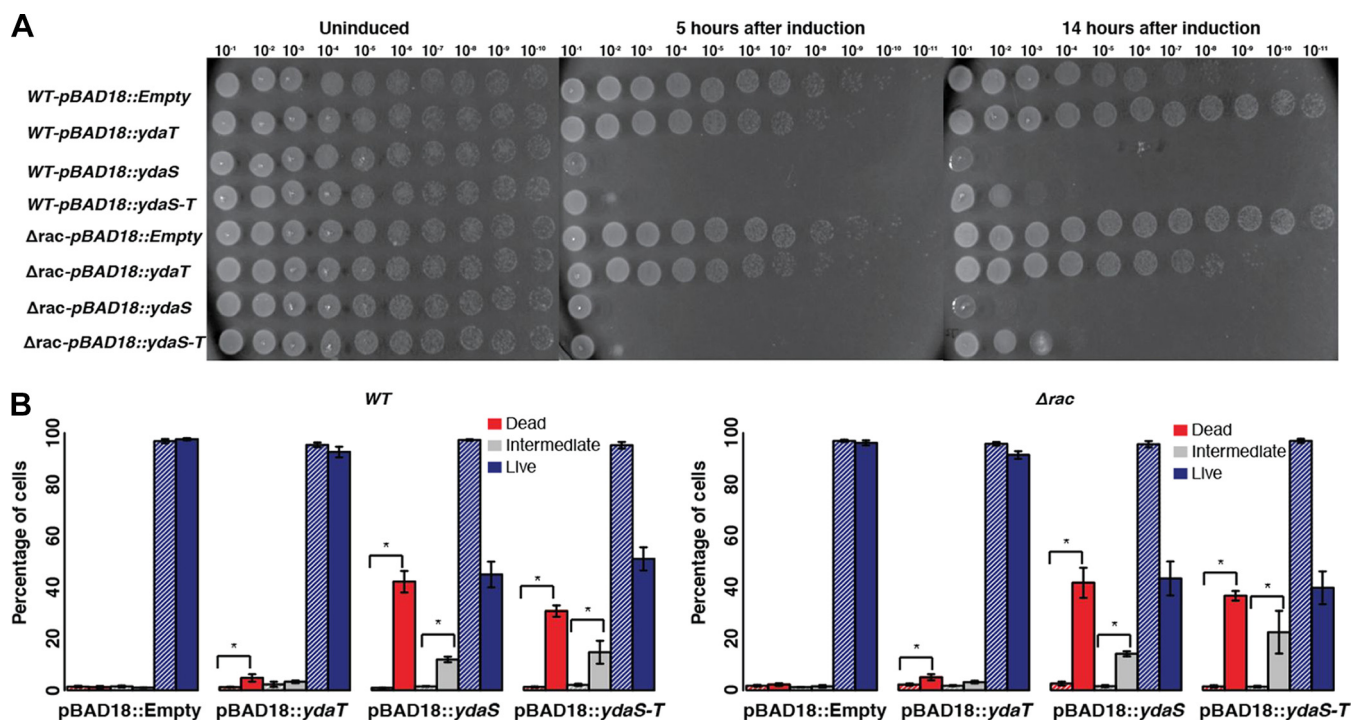 A
Uninduced
5 hours after induction
14 hours after induction
10-1 10-2 10-3 10-4 10-5 10-6 10-7 10-8 10-9 10-10
10-1 10-2 10-3 10-4 10-5 10-6 10-7 10-8 10-9 10-10 10-11
10-1 10-2 10-3 10-4 10-5 10-6 10-7 10-8 10-9 10-10 10-11
WT-pBAD18::Empty
WT-pBAD18::ydaT
WT-pBAD18::ydaS
WT-pBAD18::ydaS-T
Δrac-pBAD18::Empty
Δrac-pBAD18::ydaT
Δrac-pBAD18::ydaS
Δrac-pBAD18::ydaS-T
B
WT
Percentage of cells
100
80
60
40
20
0
Dead
Intermediate
Live
*
*
*
*
*
pBAD18::Empty
pBAD18::ydaT
pBAD18::ydaS
pBAD18::ydaS-T
Δrac
Percentage of cells
100
80
60
40
20
0
Dead
Intermediate
Live
*
*
*
*
*
pBAD18::Empty
pBAD18::ydaT
pBAD18::ydaS
pBAD18::ydaS-T